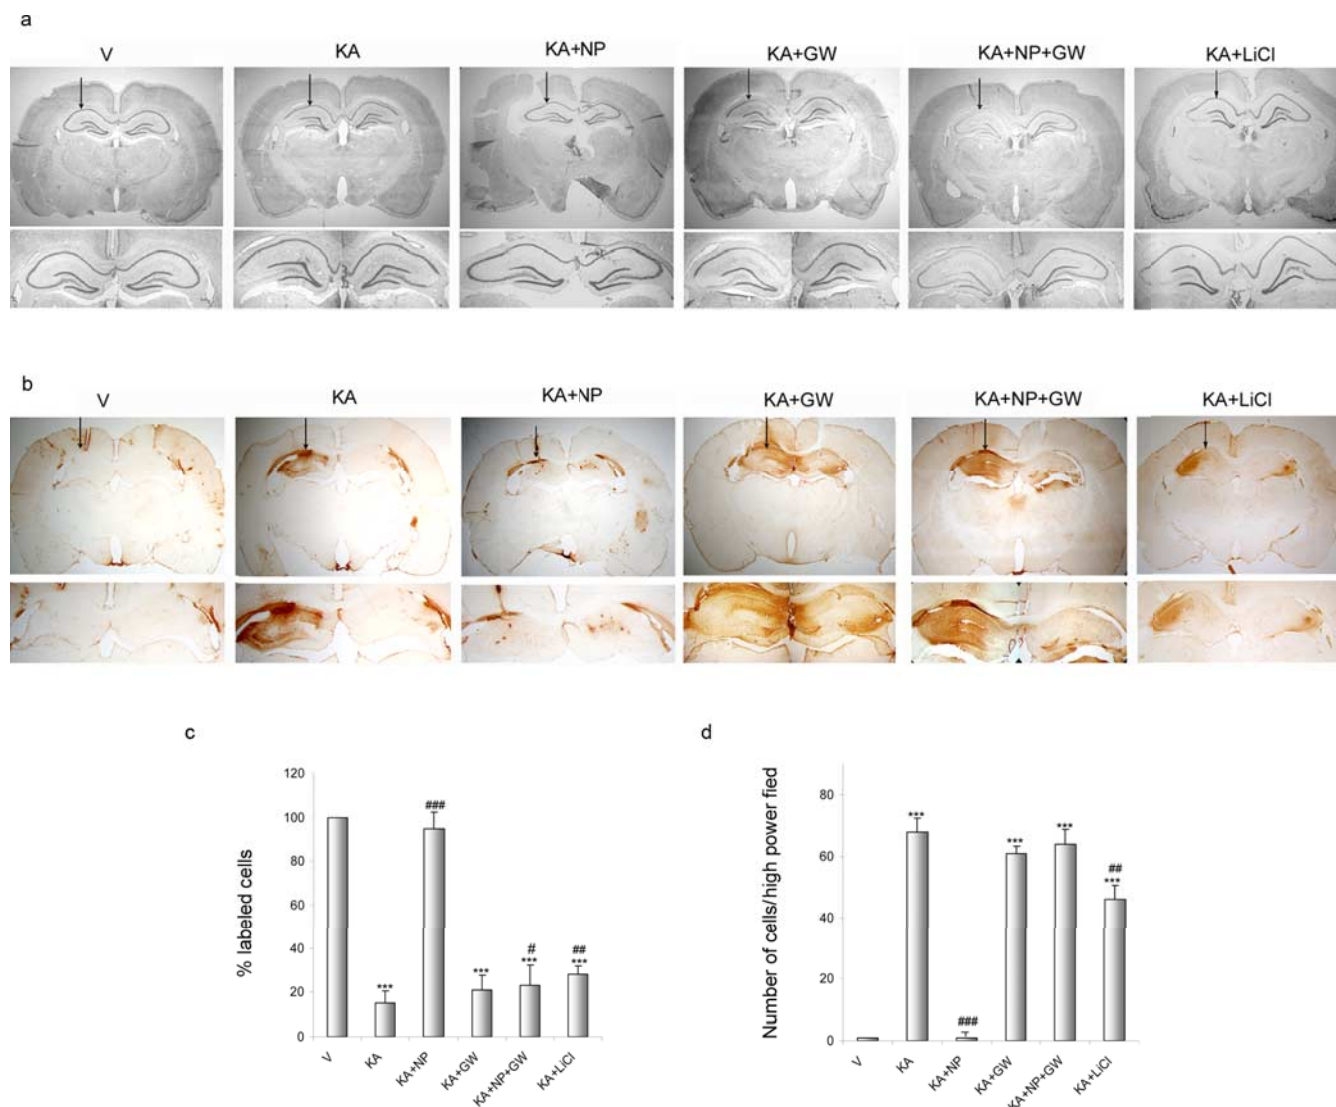 a
V KA KA+NP KA+GW KA+NP+GW KA+LiCl
b
V KA KA+NP KA+GW KA+NP+GW KA+LiCl
c
% labeled cells
120
100
80
60
40
20
0
***
###
***
#
***
##
***
V KA KA+NP KA+GW KA+NP+GW KA+LiCl
d
Number of cells/high power fied
80
60
40
20
0
***
###
***
***
##
***
V KA KA+NP KA+GW KA+NP+GW KA+LiCl